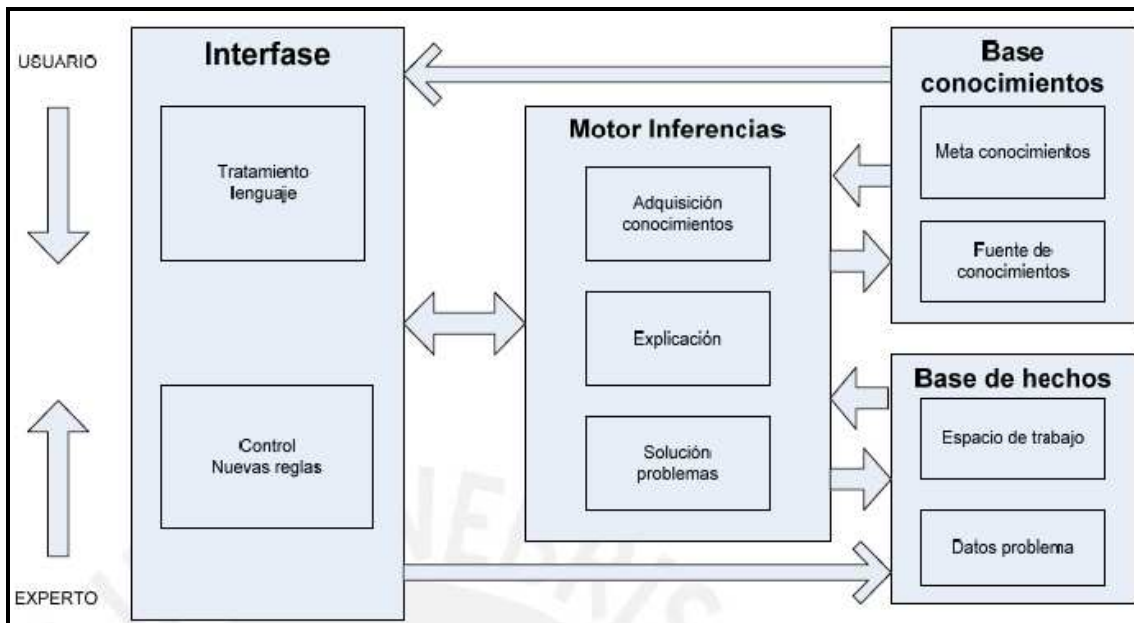 USUARIO
Interfase
Tratamiento
lenguaje
Control
Nuevas reglas
EXPERTO
Motor Inferencias
Adquisición
conocimientos
Explicación
Solución
problemas
Base
conocimientos
Meta conocimientos
Fuente de
conocimientos
Base de hechos
Espacio de trabajo
Datos problema